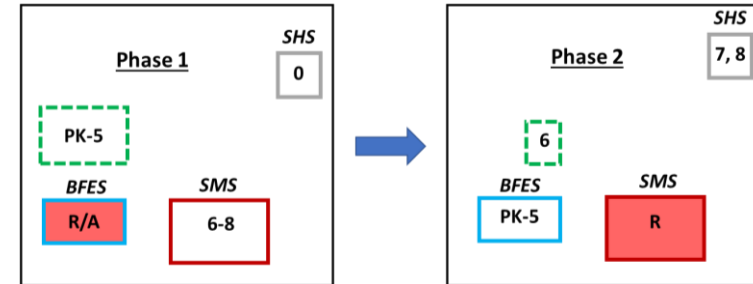 SHS
Phase 1
0
PK-5
BFES
SMS
R/A
6-8
SHS
Phase 2
7, 8
6
BFES
SMS
PK-5
R